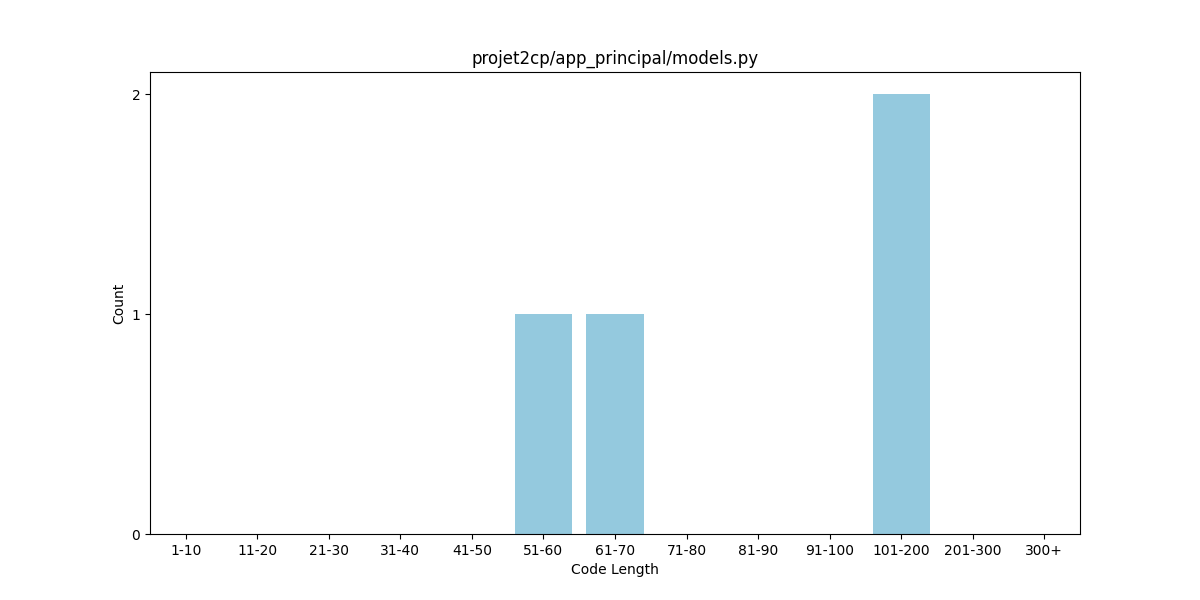 projet2cp/app_principal/models.py
Count
2
1
0
1-10 11-20 21-30 31-40 41-50 51-60 61-70 71-80 81-90 91-100 101-200 201-300 300+
Code Length